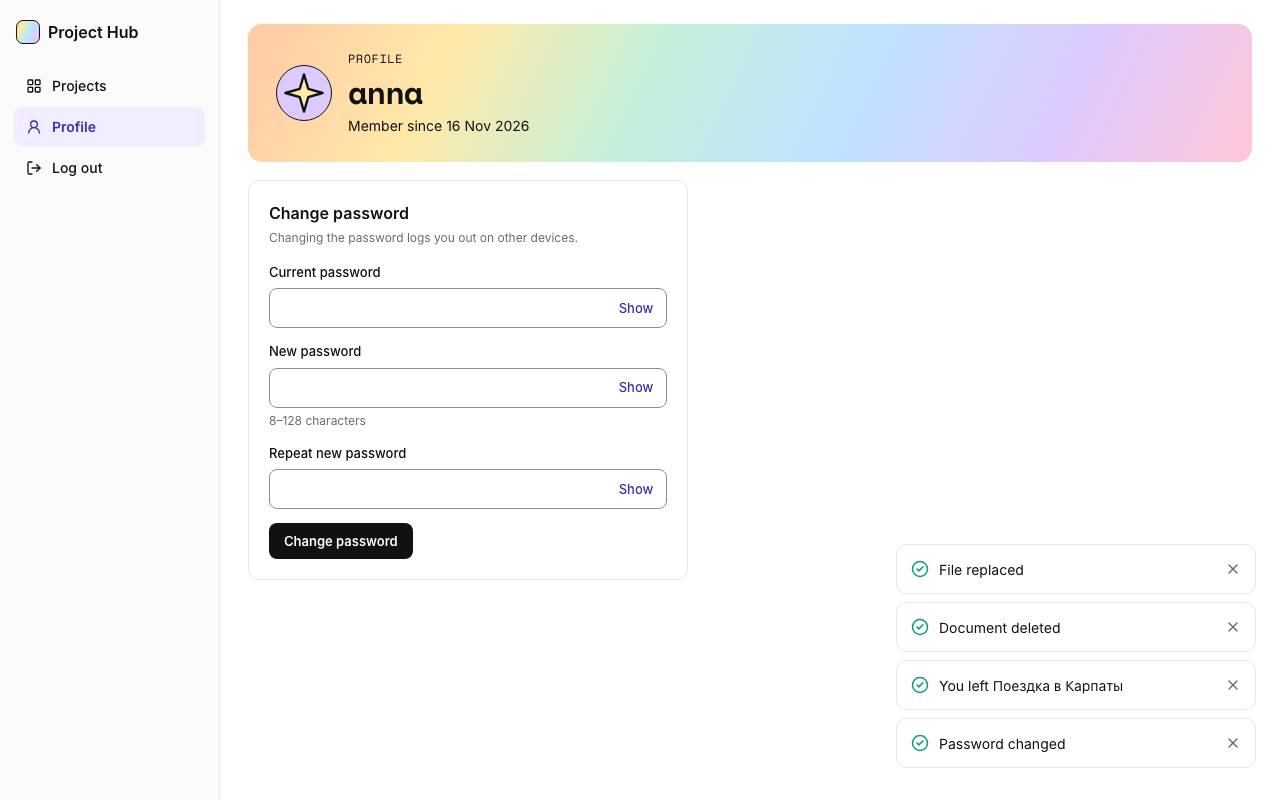 Project Hub
Projects
Profile
Log out
PROFILE
anna
Member since 16 Nov 2026
Change password
Changing the password logs you out on other devices.
Current password
Show
New password
Show
8–128 characters
Repeat new password
Show
Change password
File replaced
Document deleted
You left Поездка в Карпаты
Password changed